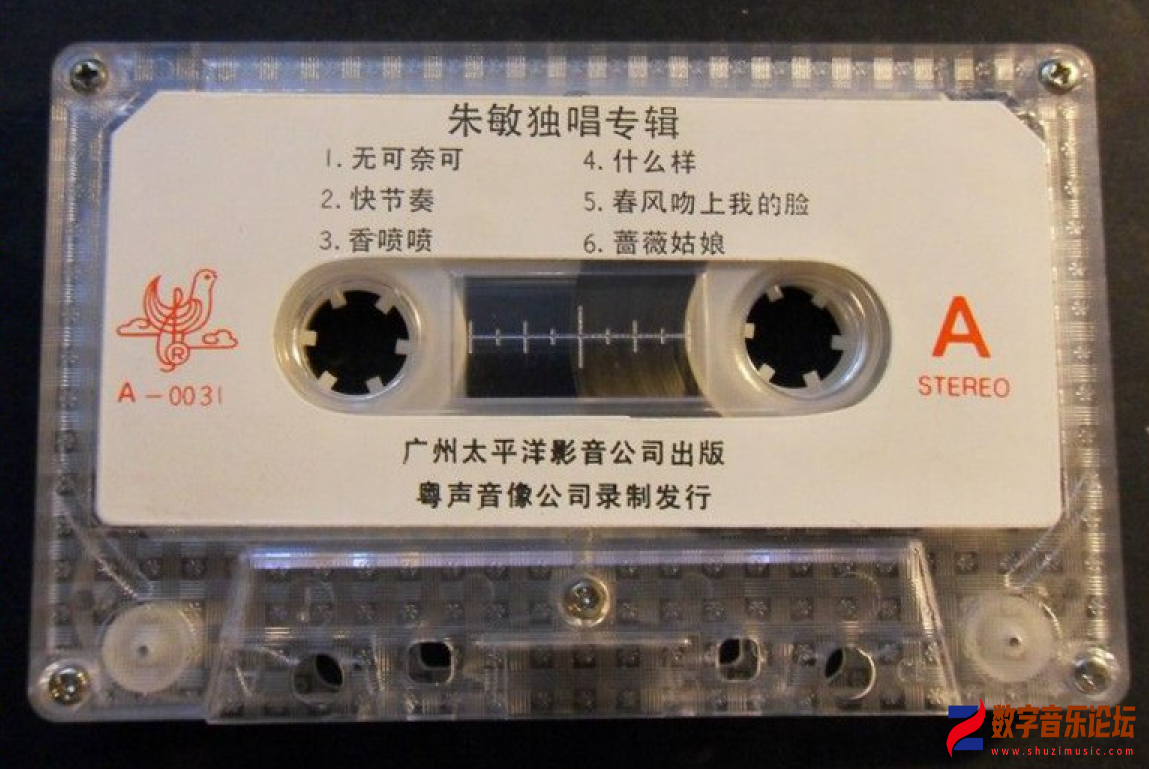 朱敏独唱专辑
1. 无可奈可
4. 什么样
2. 快节奏
5. 春风吻上我的脸
3. 香喷喷
6. 蔷薇姑娘
R
A
A-0031
STEREO
广州太平洋影音公司出版
粤声音像公司录制发行
数字音乐论坛
www.shuzimusic.com